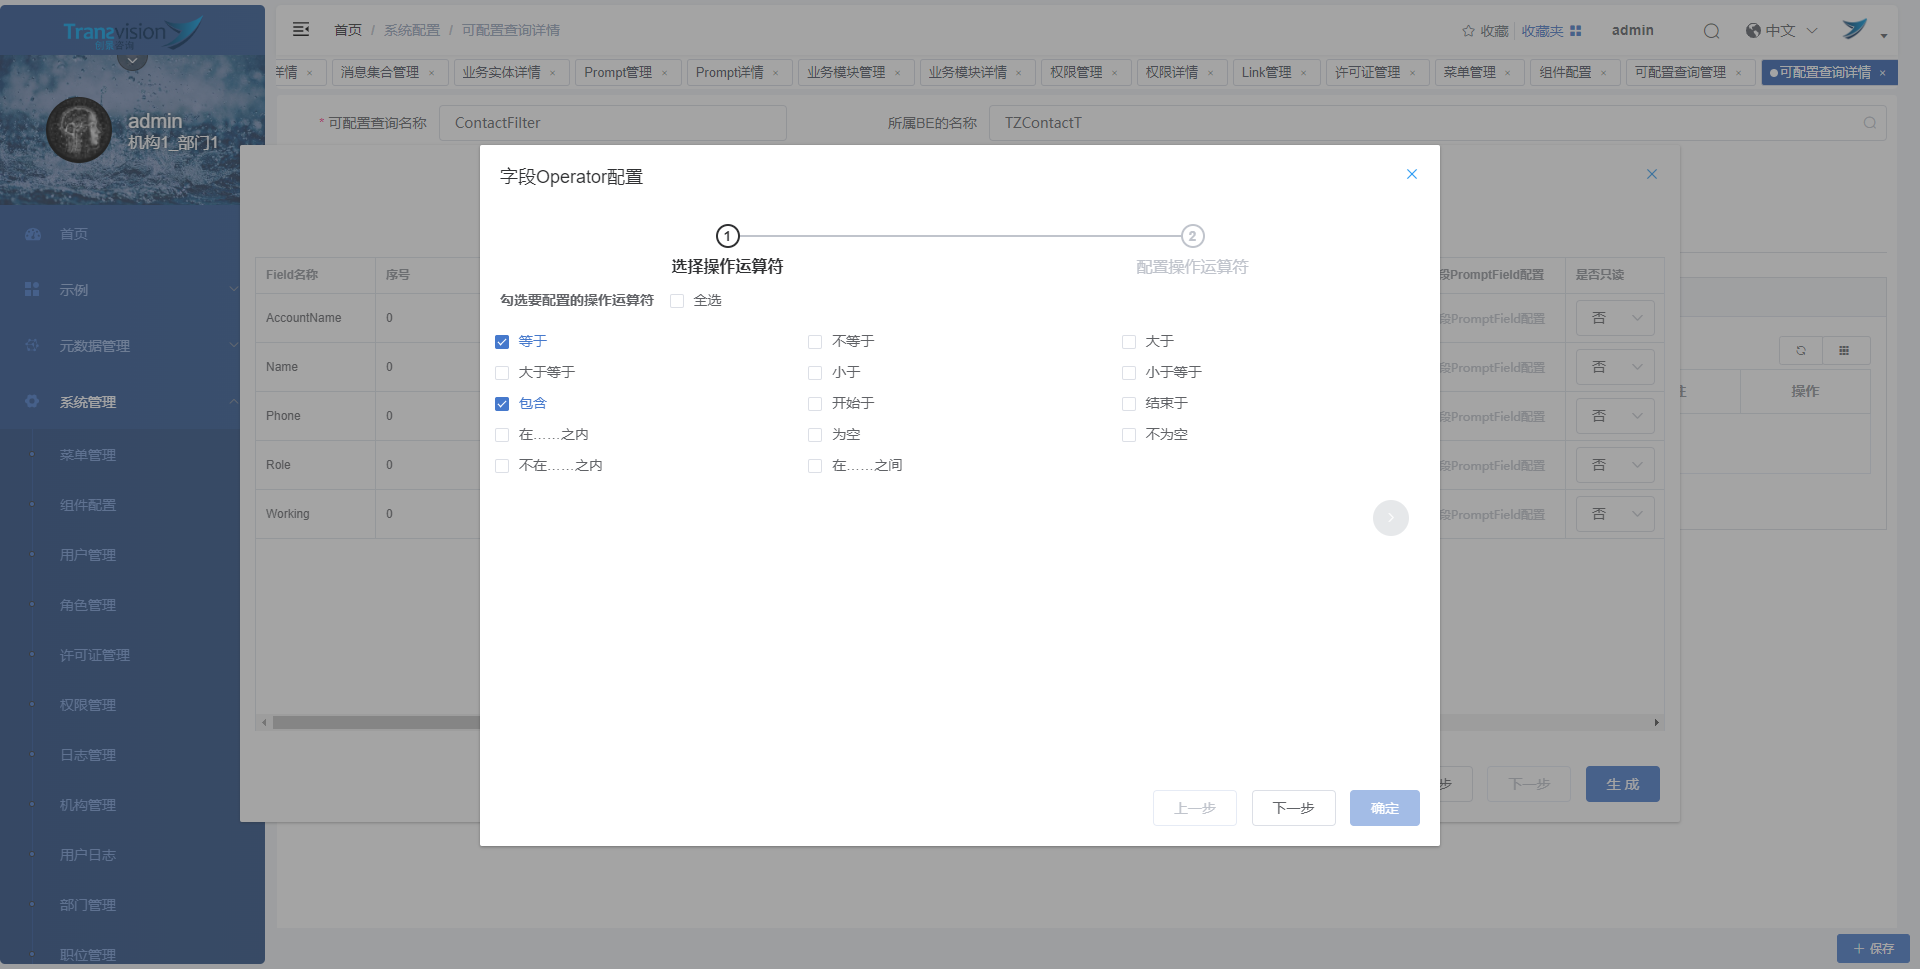 Tranzvision
创景咨询
首页 / 系统配置 / 可配置查询详情
收藏
收藏夹
admin
中文
详情 ×
消息集合管理 ×
业务实体详情 ×
Prompt管理 ×
Prompt详情 ×
业务模块管理 ×
业务模块详情 ×
权限管理 ×
权限详情 ×
Link管理 ×
许可证管理 ×
菜单管理 ×
组件配置 ×
可配置查询管理 ×
可配置查询详情 ×
admin
机构1_部门1
* 可配置查询名称
ContactFilter
所属BE的名称
TZContactT
首页
示例
元数据管理
系统管理
菜单管理
组件配置
用户管理
角色管理
许可证管理
权限管理
日志管理
机构管理
用户日志
部门管理
职位管理
字段Operator配置
1
2
选择操作运算符
配置操作运算符
勾选要配置的操作运算符
全选
等于
不等于
大于
大于等于
小于
小于等于
包含
开始于
结束于
在……之内
为空
不为空
不在……之内
在……之间
上一步
下一步
确定
Field名称
序号
段PromptField配置
是否只读
AccountName
0
段PromptField配置
否
Name
0
段PromptField配置
否
Phone
0
段PromptField配置
否
Role
0
段PromptField配置
否
Working
0
段PromptField配置
否
操作
步
下一步
生 成
+ 保存